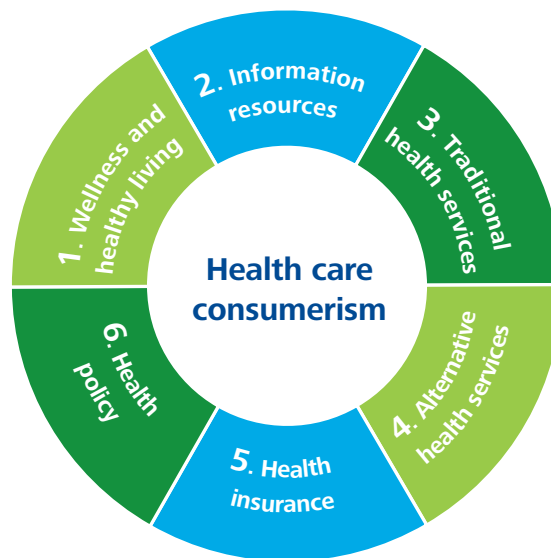 Health care
consumerism
1. Wellness and
healthy living
2. Information
resources
3. Traditional
health services
4. Alternative
health services
5. Health
insurance
6. Health
policy